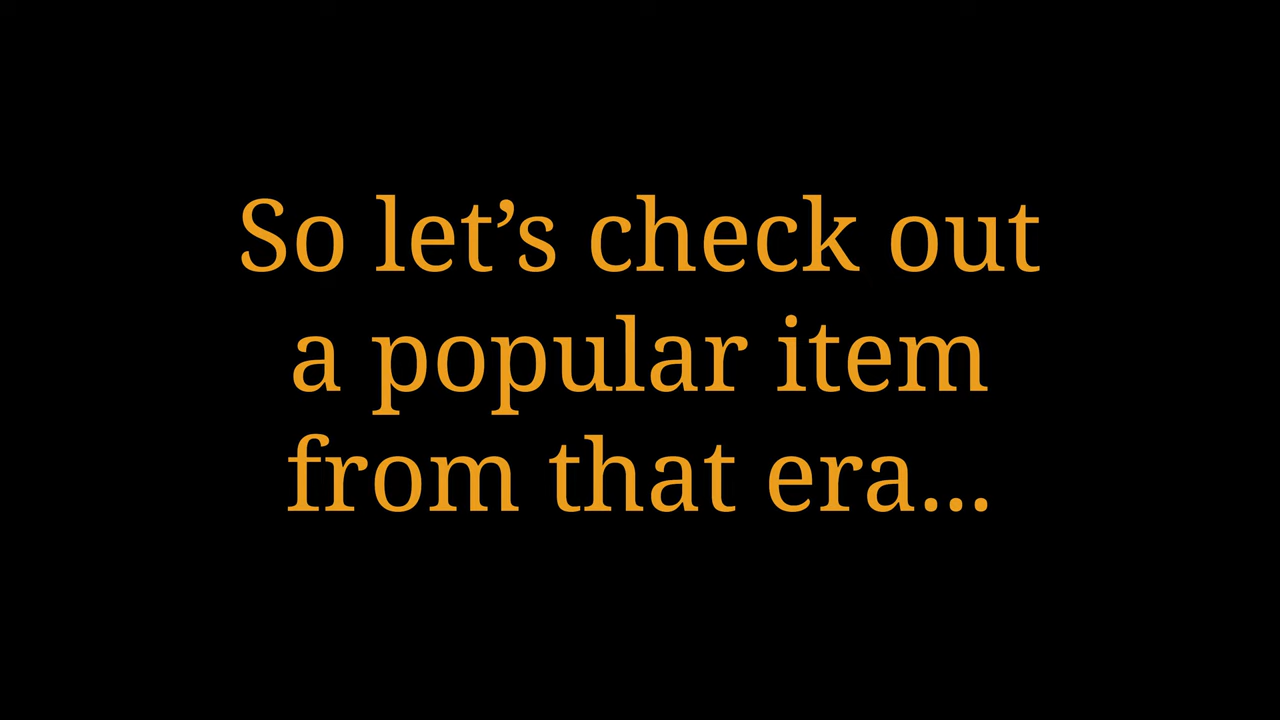 So let’s check out
a popular item
from that era...